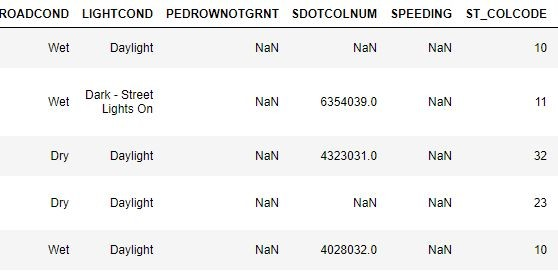 ROADCOND LIGHTCOND PEDROWNOTGRNT SDOTCOLNUM SPEEDING ST_COLCODE
Wet Daylight NaN NaN NaN 10
Wet Dark - Street Lights On NaN 6354039.0 NaN 11
Dry Daylight NaN 4323031.0 NaN 32
Dry Daylight NaN NaN NaN 23
Wet Daylight NaN 4028032.0 NaN 10